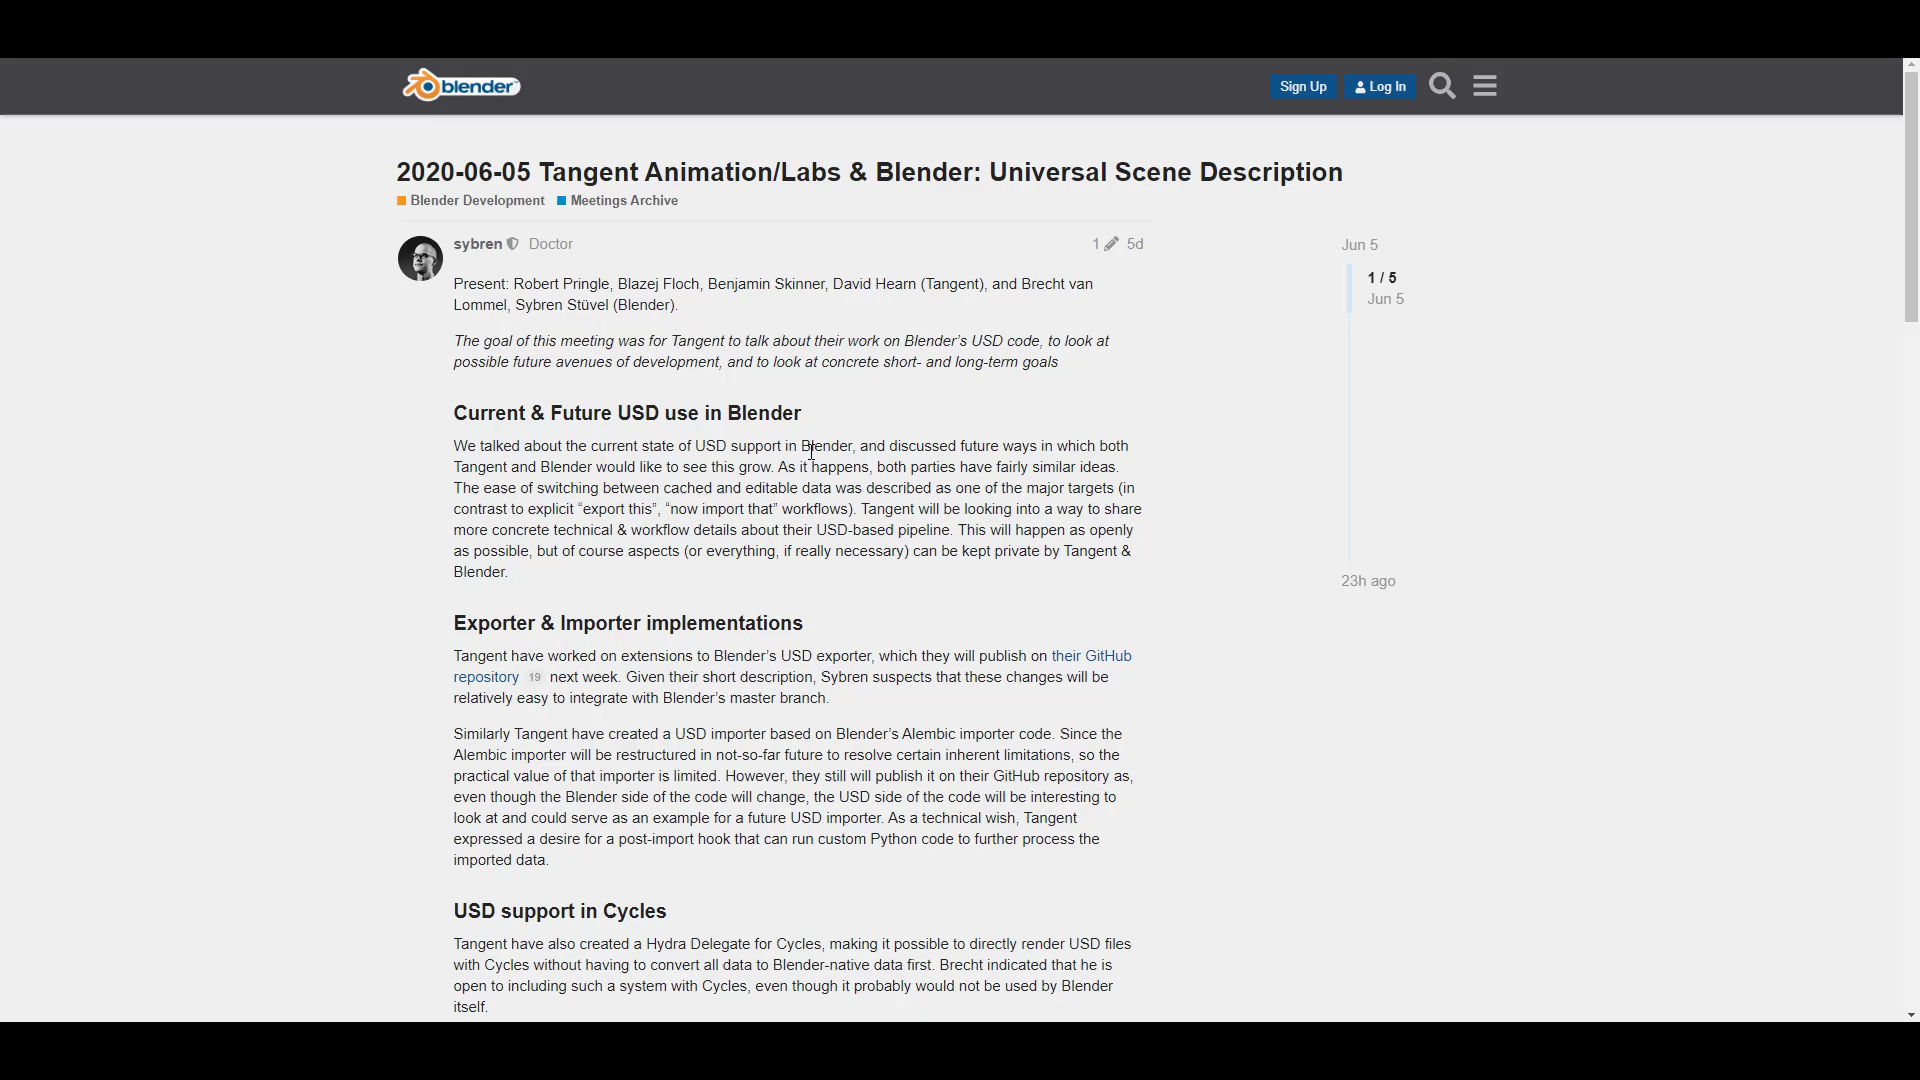 blender
Sign Up
Log In
2020-06-05 Tangent Animation/Labs & Blender: Universal Scene Description
Blender Development
Meetings Archive
sybren
Doctor
1
5d
Present: Robert Pringle, Blazej Floch, Benjamin Skinner, David Hearn (Tangent), and Brecht van
Lommel, Sybren Stüvel (Blender).
The goal of this meeting was for Tangent to talk about their work on Blender’s USD code, to look at
possible future avenues of development, and to look at concrete short- and long-term goals
Current & Future USD use in Blender
We talked about the current state of USD support in Blender, and discussed future ways in which both
Tangent and Blender would like to see this grow. As it happens, both parties have fairly similar ideas.
The ease of switching between cached and editable data was described as one of the major targets (in
contrast to explicit “export this”, “now import that” workflows). Tangent will be looking into a way to share
more concrete technical & workflow details about their USD-based pipeline. This will happen as openly
as possible, but of course aspects (or everything, if really necessary) can be kept private by Tangent &
Blender.
Exporter & Importer implementations
Tangent have worked on extensions to Blender’s USD exporter, which they will publish on their GitHub
repository 19 next week. Given their short description, Sybren suspects that these changes will be
relatively easy to integrate with Blender’s master branch.
Similarly Tangent have created a USD importer based on Blender’s Alembic importer code. Since the
Alembic importer will be restructured in not-so-far future to resolve certain inherent limitations, so the
practical value of that importer is limited. However, they still will publish it on their GitHub repository as,
even though the Blender side of the code will change, the USD side of the code will be interesting to
look at and could serve as an example for a future USD importer. As a technical wish, Tangent
expressed a desire for a post-import hook that can run custom Python code to further process the
imported data.
USD support in Cycles
Tangent have also created a Hydra Delegate for Cycles, making it possible to directly render USD files
with Cycles without having to convert all data to Blender-native data first. Brecht indicated that he is
open to including such a system with Cycles, even though it probably would not be used by Blender
itself.
Jun 5
1 / 5
Jun 5
23h ago